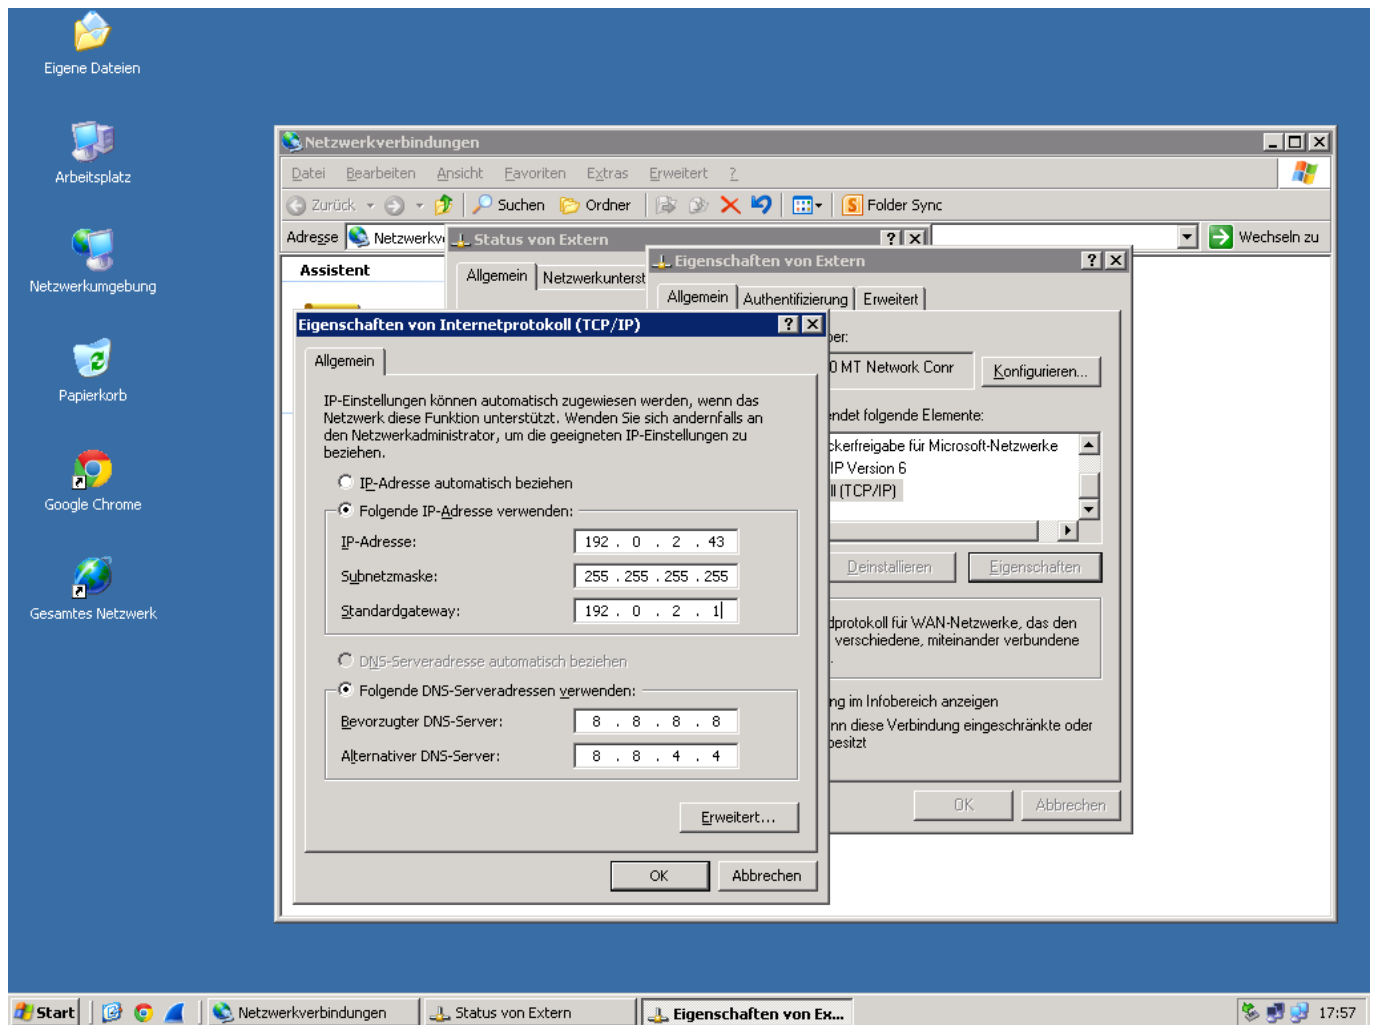 Eigene Dateien
Arbeitsplatz
Netzwerkumgebung
Papierkorb
Google Chrome
Gesamtes Netzwerk
Netzwerkverbindungen
Datei Bearbeiten Ansicht Favoriten Extras Erweitert ?
Zurück Suchen Ordner Folder Sync
Adresse Wechseln zu
Assistent
Status von Extern
Allgemein
Eigenschaften von Extern
Allgemein Authentifizierung Erweitert
0 MT Network Conr Konfigurieren...
folgende Elemente:
für Microsoft-Netzwerke
IP Version 6
(TCP/IP)
Deinstallieren Eigenschaften
für WAN-Netzwerke, das den
verschiedene, miteinander verbundene
im Infobereich anzeigen
diese Verbindung eingeschränkte oder
OK Abbrechen
Eigenschaften von Internetprotokoll (TCP/IP)
Allgemein
IP-Einstellungen können automatisch zugewiesen werden, wenn das
Netzwerk diese Funktion unterstützt. Wenden Sie sich andernfalls an
den Netzwerkadministrator, um die geeigneten IP-Einstellungen zu
beziehen.
IP-Adresse automatisch beziehen
Folgende IP-Adresse verwenden:
IP-Adresse: 192 . 0 . 2 . 43
Subnetzmaske: 255 . 255 . 255 . 255
Standardgateway: 192 . 0 . 2 . 1
DNS-Serveradresse automatisch beziehen
Folgende DNS-Serveradressen verwenden:
Bevorzugter DNS-Server: 8 . 8 . 8 . 8
Alternativer DNS-Server: 8 . 8 . 4 . 4
Erweitert...
OK Abbrechen
Start Netzwerkverbindungen Status von Extern Eigenschaften von Ex... 17:57